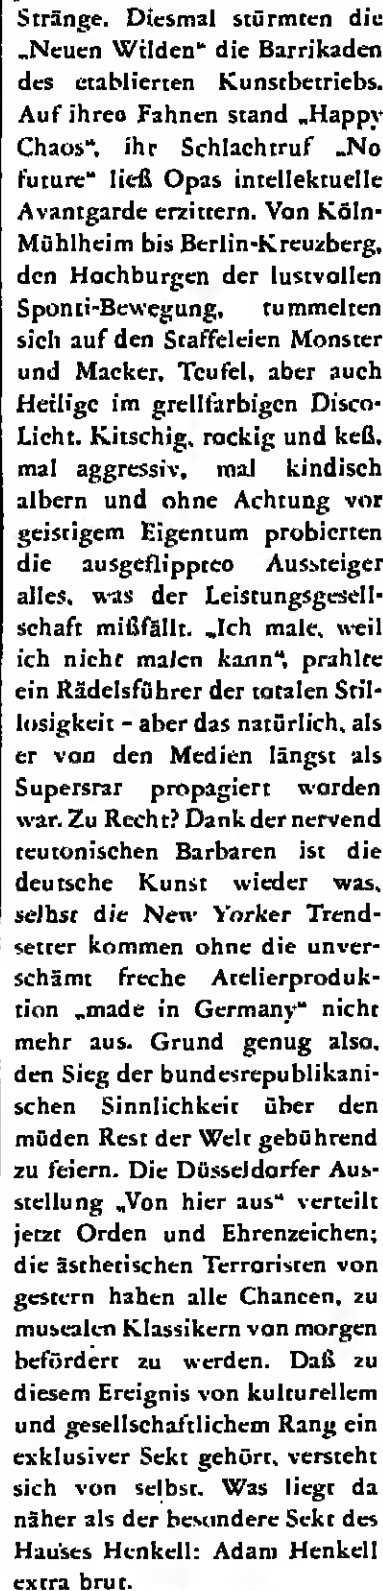 Stränge. Diesmal stürmten die
„Neuen Wilden“ die Barrikaden
des etablierten Kunstbetriebs.
Auf ihren Fahnen stand „Happy
Chaos“, ihr Schlachtruf „No
future“ ließ Opas intellektuelle
Avantgarde erzittern. Von Köln-
Mühlheim bis Berlin-Kreuzberg,
den Hochburgen der lustvollen
Sponti-Bewegung, tummelten
sich auf den Staffeleien Monster
und Macker, Teufel, aber auch
Heilige im grellfarbigen Disco-
Licht. Kitschig, rockig und keß,
mal aggressiv, mal kindisch
albern und ohne Achtung vor
geistigem Eigentum probierten
die ausgeflippten Aussteiger
alles, was der Leistungsgesell-
schaft mißfällt. „Ich male, weil
ich nicht malen kann“, prahlte
ein Rädelsführer der totalen Stil-
losigkeit – aber das natürlich, als
er von den Medien längst als
Superstar propagiert worden
war. Zu Recht? Dank der nervend
teutonischen Barbaren ist die
deutsche Kunst wieder was,
selbst die New Yorker Trend-
setter kommen ohne die unver-
schämt freche Atelierproduk-
tion „made in Germany“ nicht
mehr aus. Grund genug also,
den Sieg der bundesrepublikani-
schen Sinnlichkeit über den
müden Rest der Welt gebührend
zu feiern. Die Düsseldorfer Aus-
stellung „Von hier aus“ verteilt
jetzt Orden und Ehrenzeichen;
die ästhetischen Terroristen von
gestern haben alle Chancen, zu
musealen Klassikern von morgen
befördert zu werden. Daß zu
diesem Ereignis von kulturellem
und gesellschaftlichem Rang ein
exklusiver Sekt gehört, versteht
sich von selbst. Was liegt da
näher als der besondere Sekt des
Hauses Henkell: Adam Henkell
extra brut.